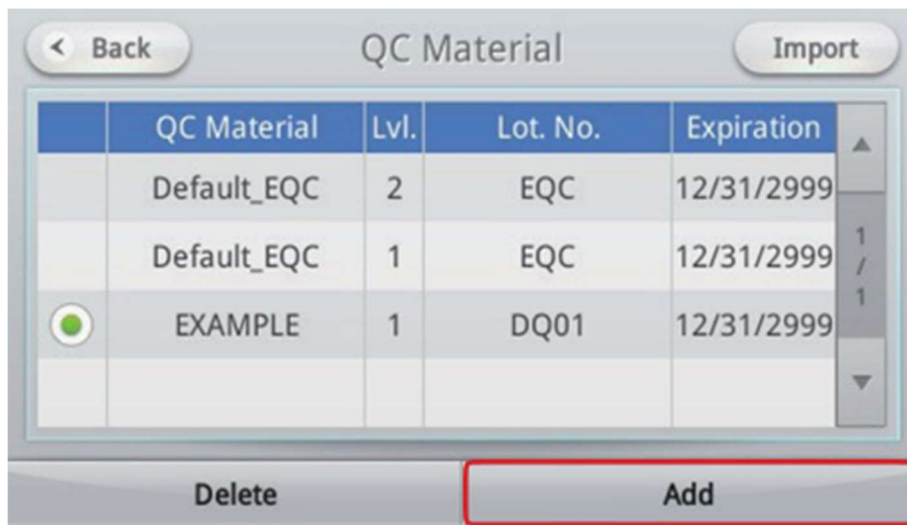 Back QC Material Import
QC Material Lvl. Lot. No. Expiration
Default_EQC 2 EQC 12/31/2999
Default_EQC 1 EQC 12/31/2999
EXAMPLE 1 DQ01 12/31/2999
1
/
1
Delete Add